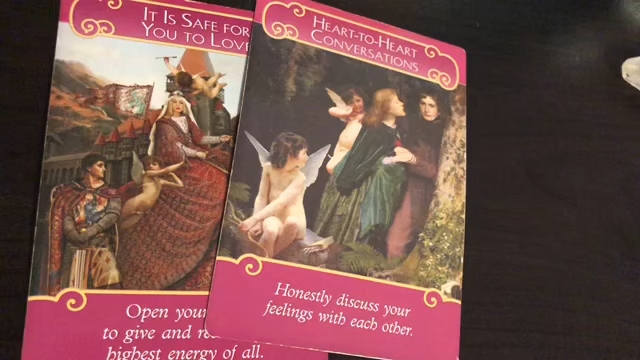 IT IS SAFE FOR
YOU TO LOVE
Open your
to give and
highest energy of all.
HEART-TO-HEART
CONVERSATIONS
Honestly discuss your
feelings with each other.